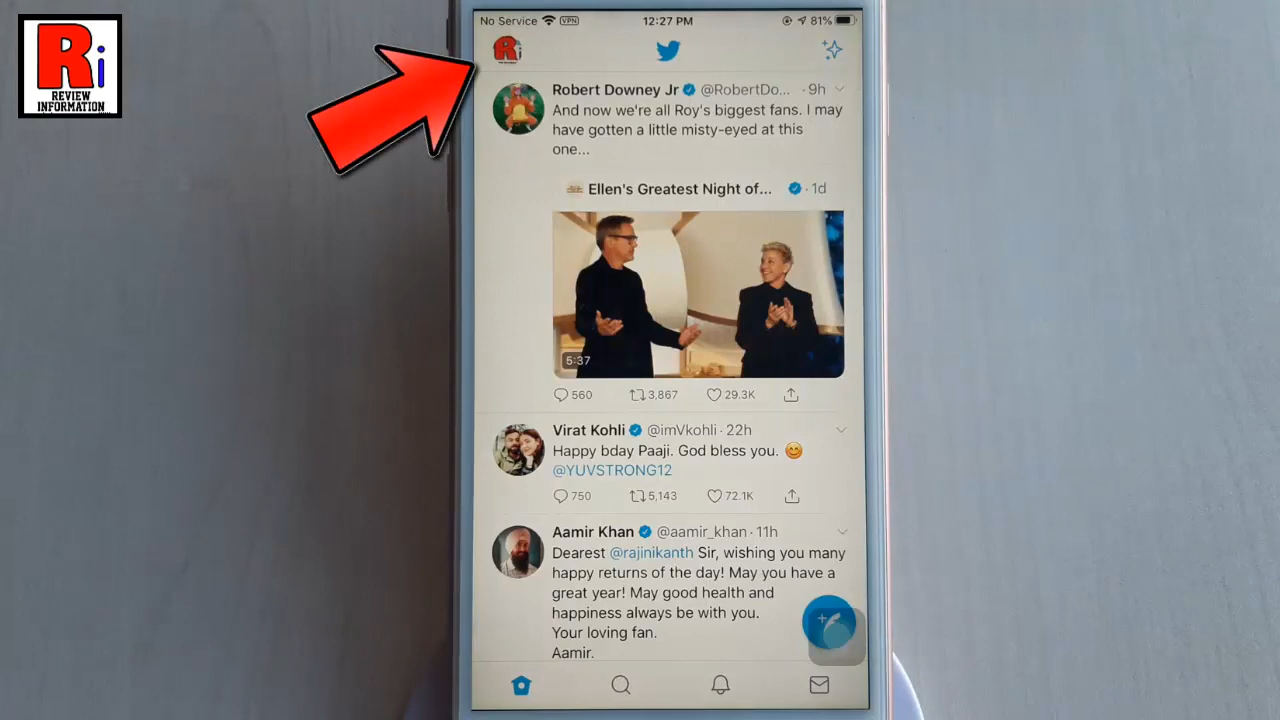 Ri
REVIEW
INFORMATION
No Service VPN 12:27 PM 81%
Ri
Robert Downey Jr @RobertDo... · 9h
And now we're all Roy's biggest fans. I may
have gotten a little misty-eyed at this
one...
Ellen's Greatest Night of... · 1d
5:37
560 3,867 29.3K
Virat Kohli @imVkohli · 22h
Happy bday Paaji. God bless you. 😊
@YUVSTRONG12
750 5,143 72.1K
Aamir Khan @aamir_khan · 11h
Dearest @rajinikanth Sir, wishing you many
happy returns of the day! May you have a
great year! May good health and
happiness always be with you.
Your loving fan.
Aamir.